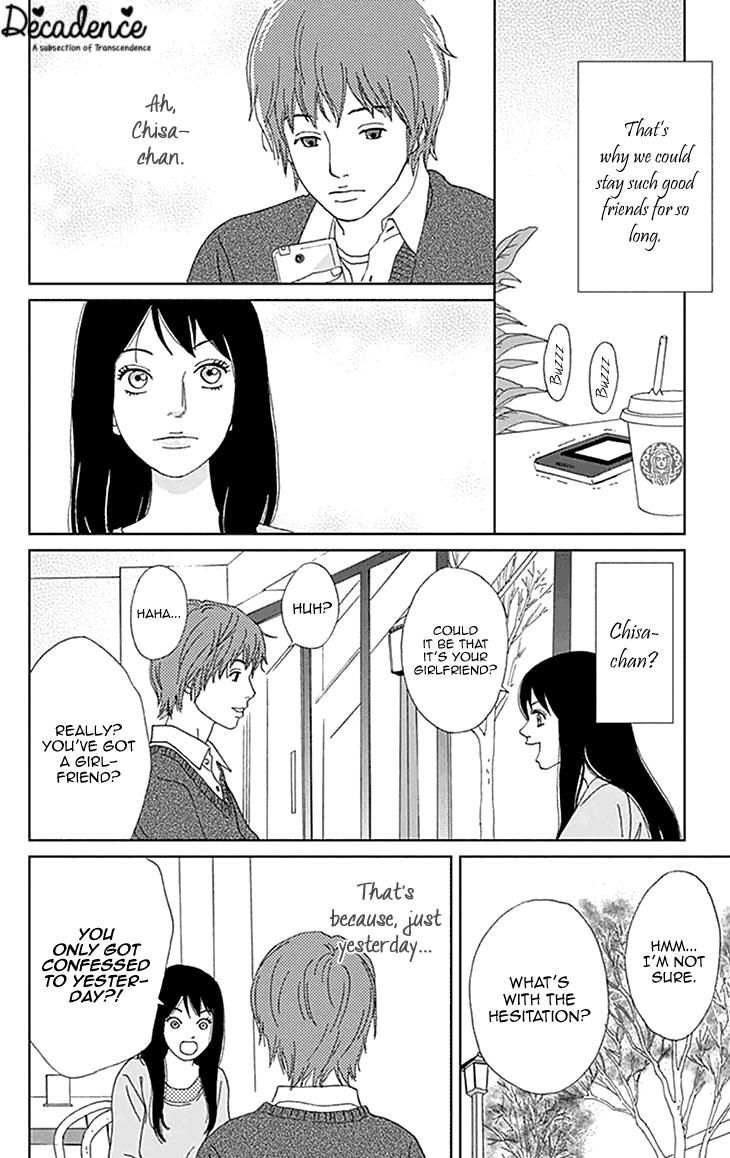 Decadence
A subsection of Transcendence
That's
why we could
stay such good
friends for so
long.
Buzzz
Buzzz
Ah,
Chisa-
chan.
Chisa-
chan?
COULD
IT BE THAT
IT'S YOUR
GIRLFRIEND?
HUH?
HAHA...
REALLY?
YOU'VE GOT
A GIRL-
FRIEND?
HMM...
I'M NOT
SURE.
WHAT'S
WITH THE
HESITATION?
That's
because, just
yesterday...
YOU
ONLY GOT
CONFESSED
TO YESTER-
DAY?!